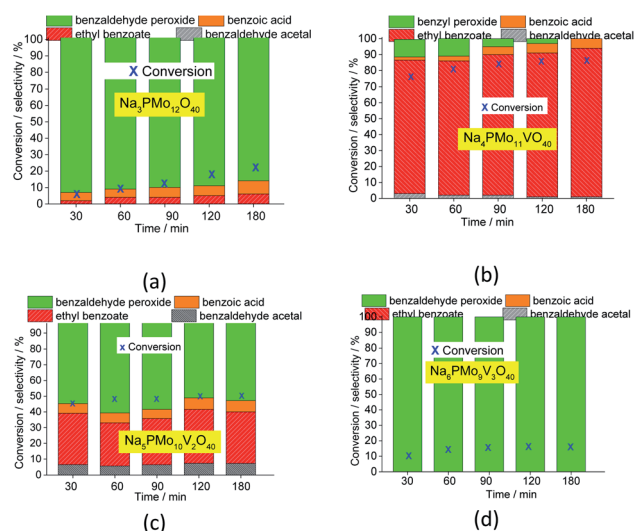 benzaldehyde peroxide benzoic acid
ethyl benzoate benzaldehyde acetal
Conversion / selectivity / %
100
90
80
70
60
50
40
30
20
10
0
X Conversion
Na₃PMo₁₂O₄₀
30 60 90 120 180
Time / min
(a)
benzyl peroxide benzoic acid
ethyl benzoate benzaldehyde acetal
Conversion / selectivity / %
100
90
80
70
60
50
40
30
20
10
0
x Conversion
Na₄PMo₁₁VO₄₀
30 60 90 120 180
Time / min
(b)
benzaldehyde peroxide benzoic acid
ethyl benzoate benzaldehyde acetal
Conversion / selectivity / %
90
80
70
60
50
40
30
20
10
0
x Conversion
Na₅PMo₁₀V₂O₄₀
30 60 90 120 180
Time / min
(c)
benzaldehyde peroxide benzoic acid
ethyl benzoate benzaldehyde acetal
Conversion / selectivity / %
100
90
80
70
60
50
40
30
20
10
0
X Conversion
Na₆PMo₉V₃O₄₀
30 60 90 120 180
Time / min
(d)